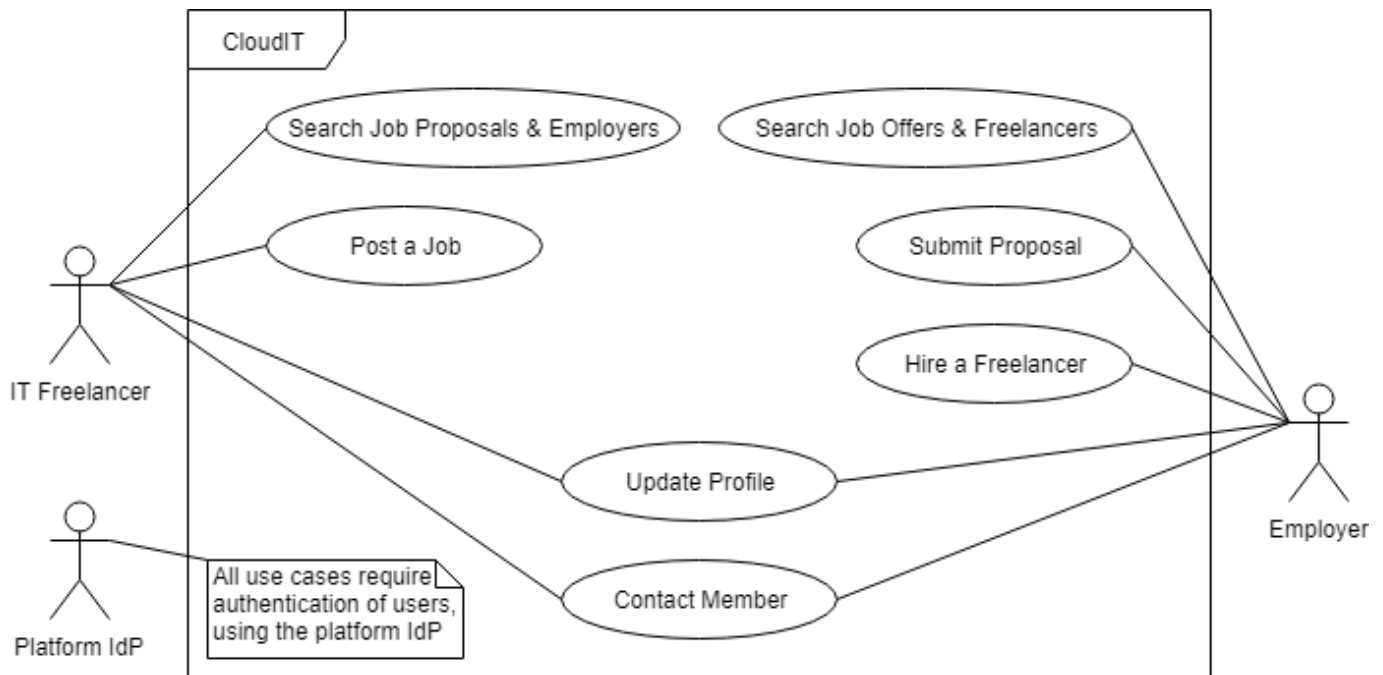 CloudIT
Search Job Proposals & Employers
Search Job Offers & Freelancers
Post a Job
Submit Proposal
Hire a Freelancer
IT Freelancer
Update Profile
Employer
All use cases require
authentication of users,
using the platform IdP
Contact Member
Platform IdP